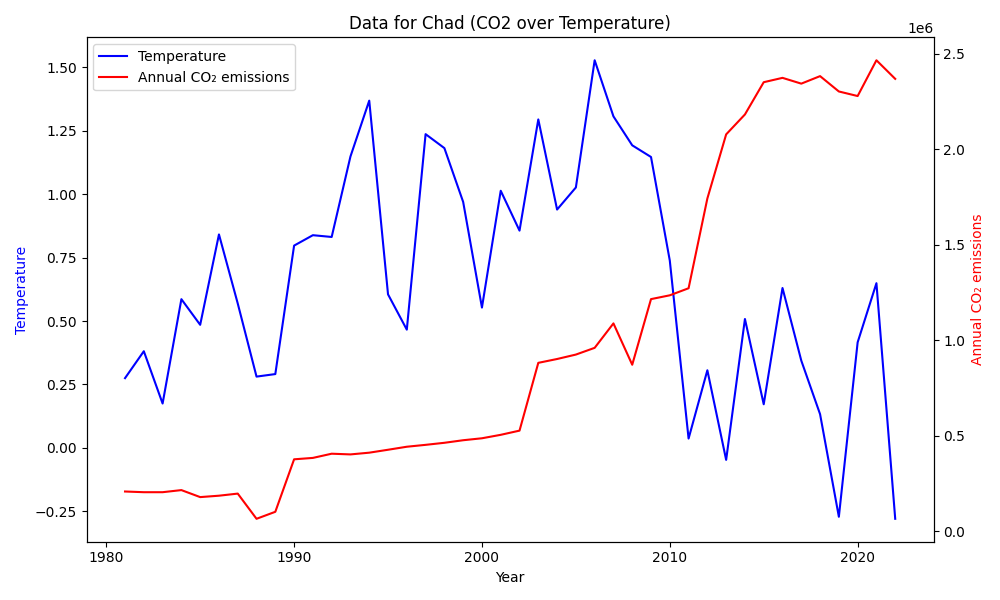 Data for Chad (CO2 over Temperature)
1e6
Temperature
Annual CO₂ emissions
1.50
1.25
1.00
0.75
0.50
0.25
0.00
−0.25
Temperature
2.5
2.0
1.5
1.0
0.5
0.0
Annual CO₂ emissions
1980
1990
2000
2010
2020
Year